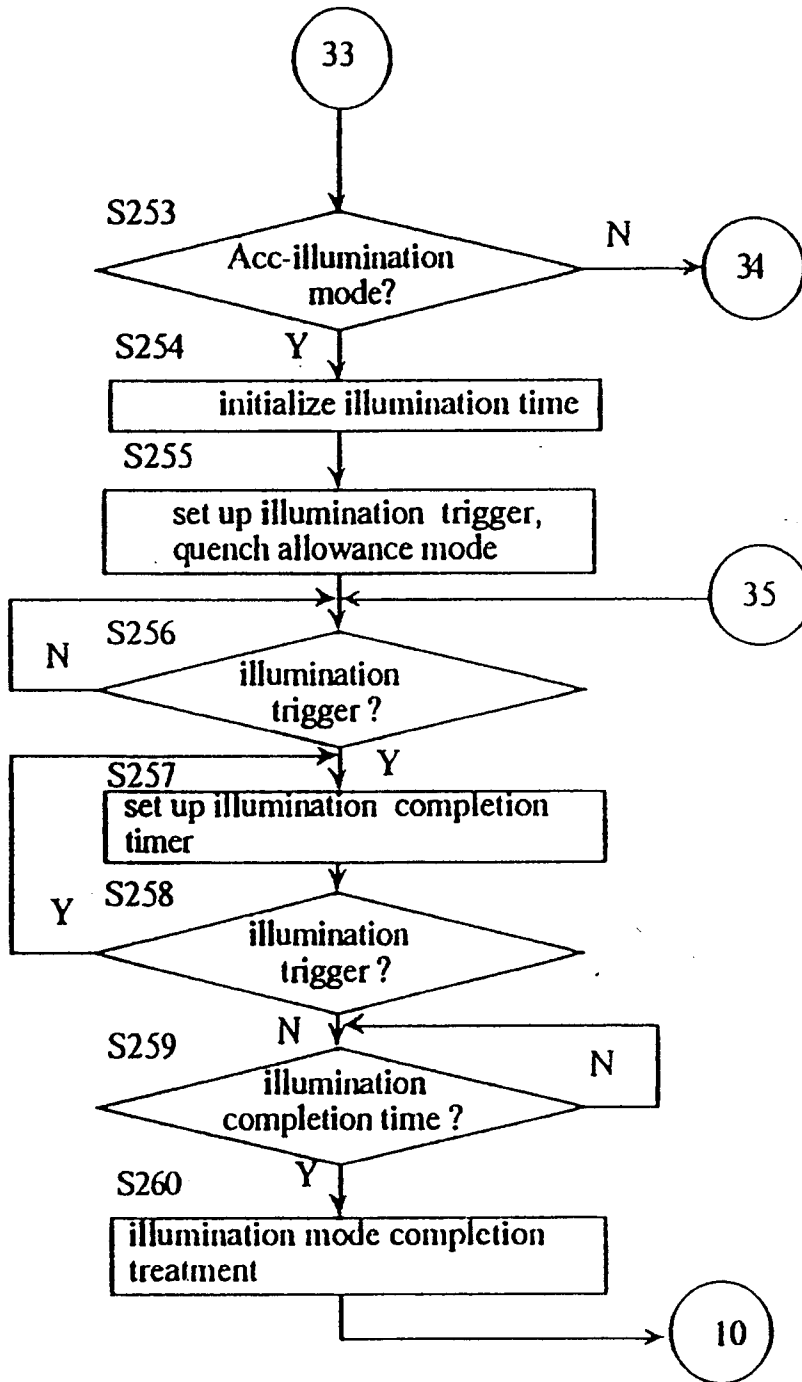 33
S253
Acc-illumination
mode?
N
34
S254
Y
initialize illumination time
S255
set up illumination trigger,
quench allowance mode
35
S256
N
illumination
trigger ?
Y
S257
set up illumination completion
timer
S258
Y
illumination
trigger ?
N
S259
illumination
completion time ?
N
Y
S260
illumination mode completion
treatment
10